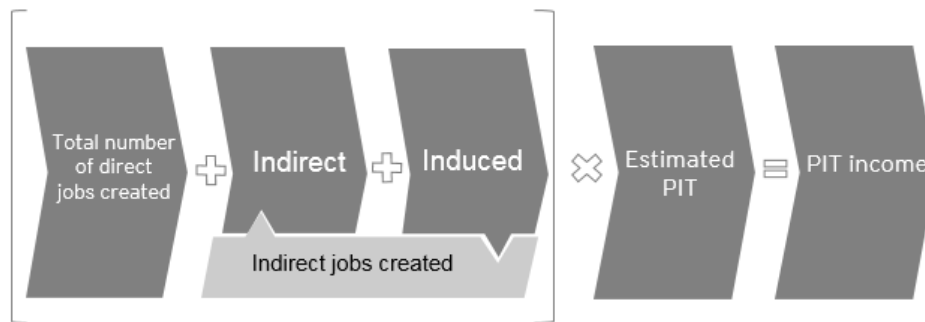 Total number
of direct
jobs created
Indirect
Induced
Estimated
PIT
PIT income
Indirect jobs created